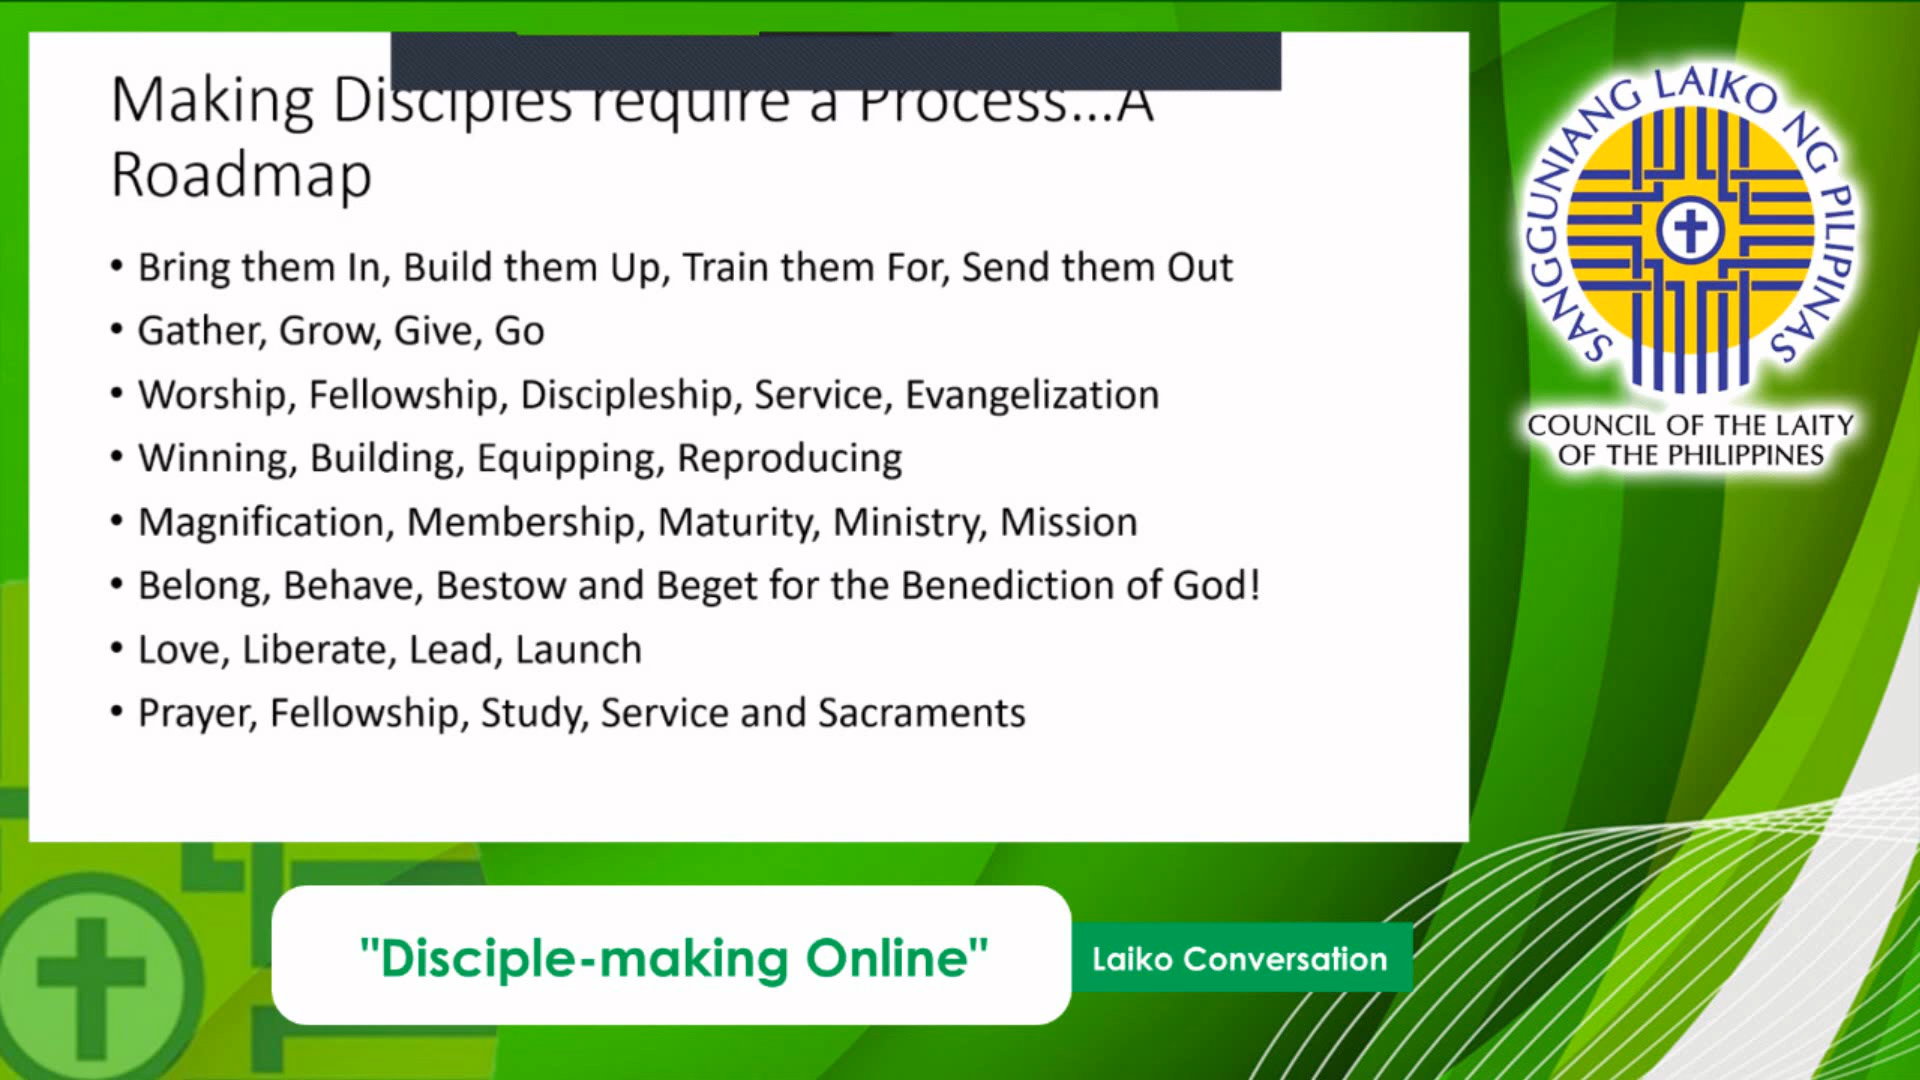 Making Disciples require a Process...A
Roadmap
• Bring them In, Build them Up, Train them For, Send them Out
• Gather, Grow, Give, Go
• Worship, Fellowship, Discipleship, Service, Evangelization
• Winning, Building, Equipping, Reproducing
• Magnification, Membership, Maturity, Ministry, Mission
• Belong, Behave, Bestow and Beget for the Benediction of God!
• Love, Liberate, Lead, Launch
• Prayer, Fellowship, Study, Service and Sacraments
SANGGUNIANG LAIKO NG PILIPINAS
COUNCIL OF THE LAITY
OF THE PHILIPPINES
"Disciple-making Online"
Laiko Conversation